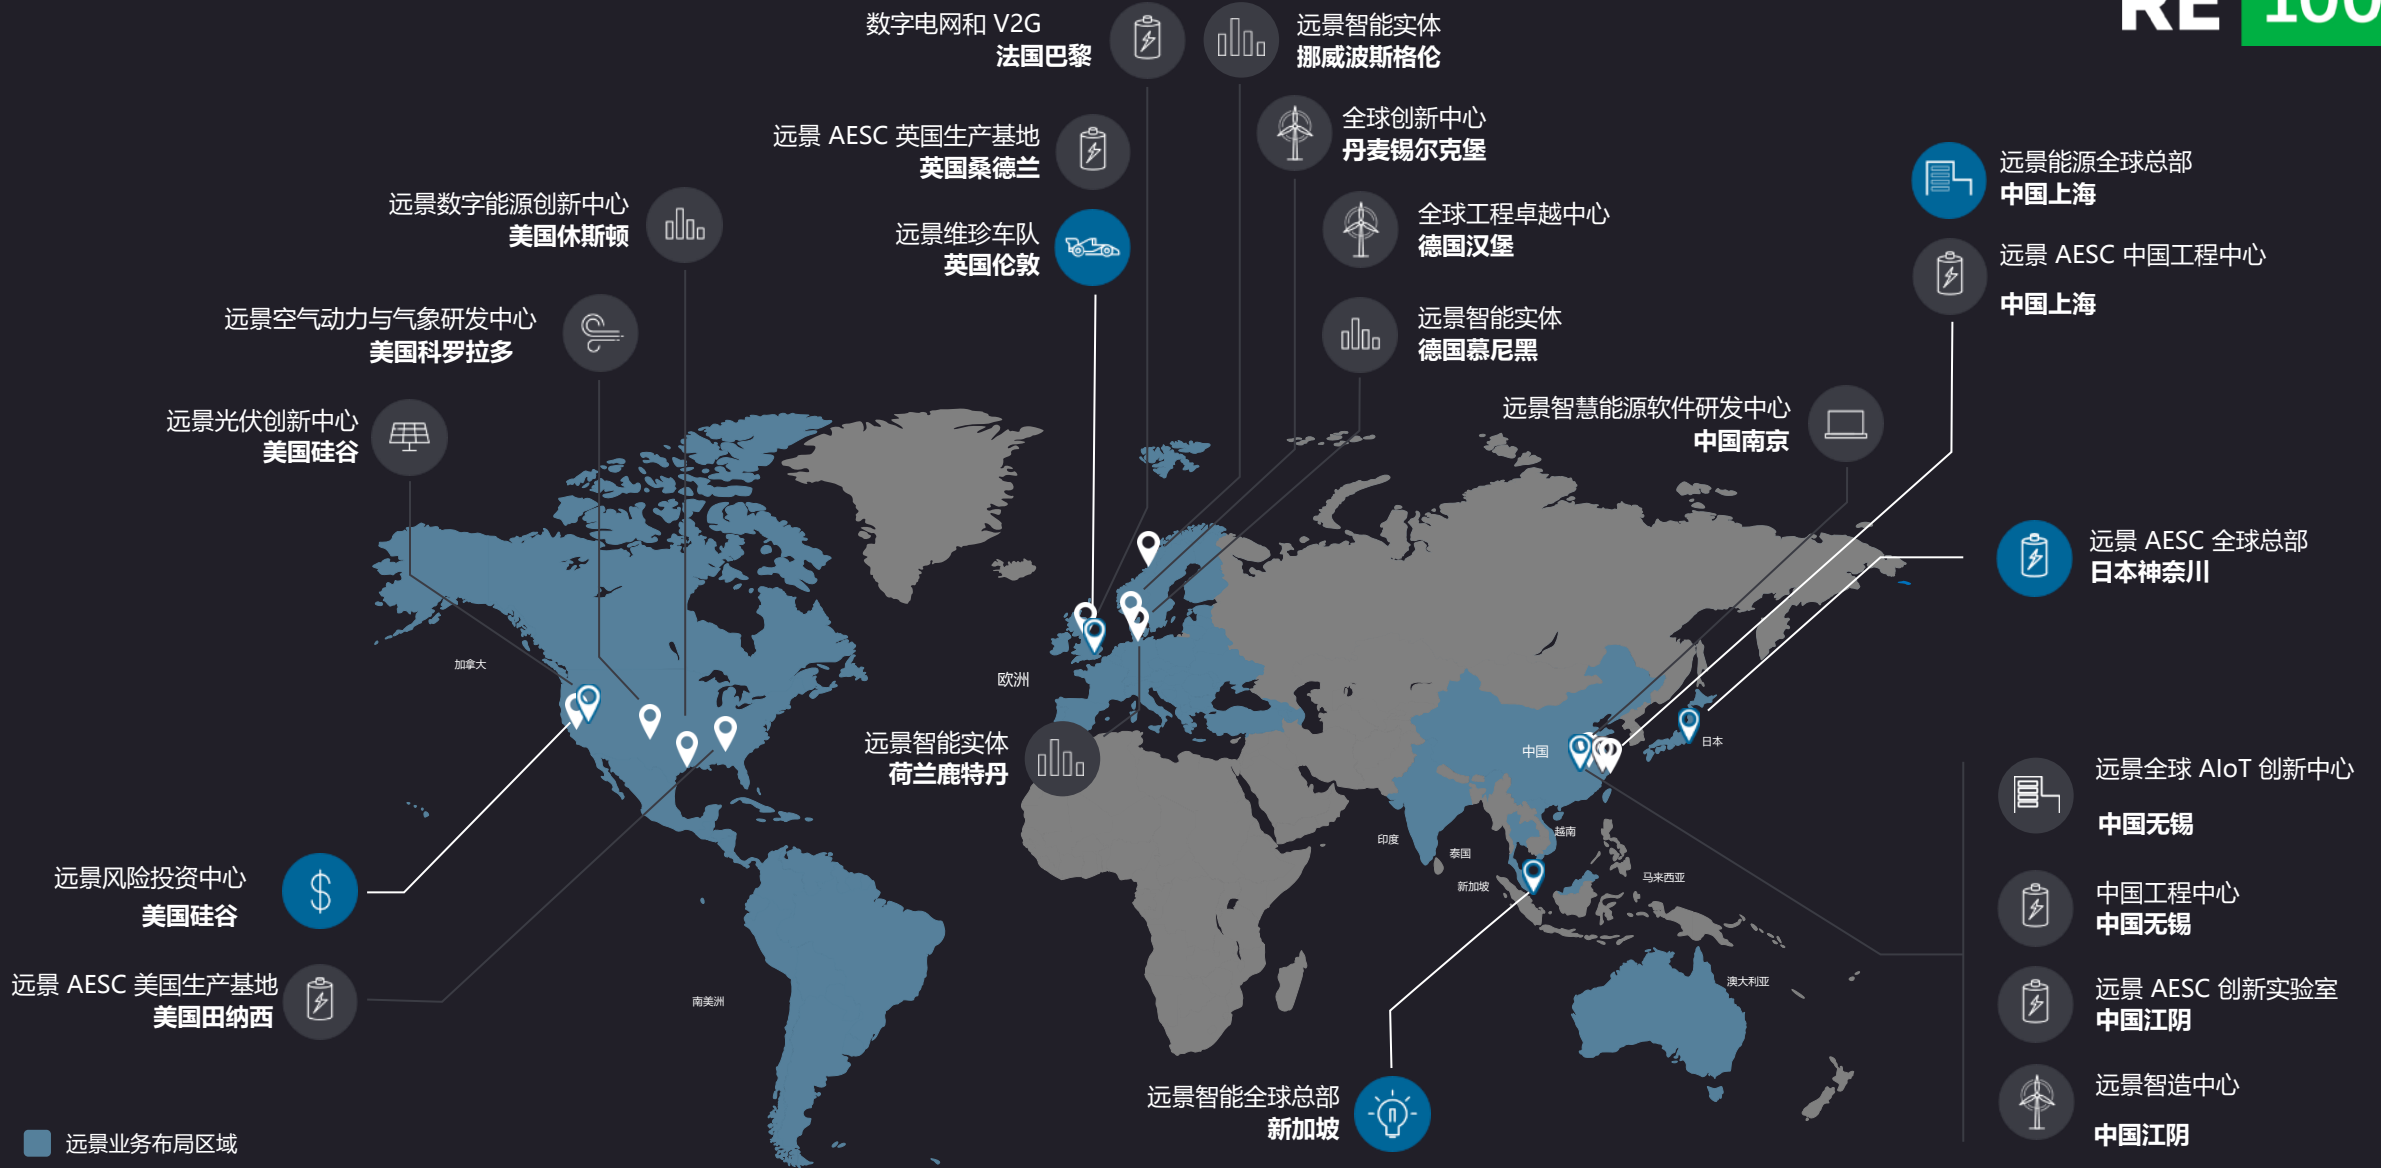 RE 100
数字电网和 V2G
法国巴黎
远景智能实体
挪威波斯格伦
远景 AESC 英国生产基地
英国桑德兰
全球创新中心
丹麦锡尔克堡
远景能源全球总部
中国上海
远景数字能源创新中心
美国休斯顿
远景维珍车队
英国伦敦
全球工程卓越中心
德国汉堡
远景 AESC 中国工程中心
中国上海
远景空气动力与气象研发中心
美国科罗拉多
远景智能实体
德国慕尼黑
远景光伏创新中心
美国硅谷
远景智慧能源软件研发中心
中国南京
远景 AESC 全球总部
日本神奈川
加拿大
欧洲
远景智能实体
荷兰鹿特丹
中国
日本
印度
泰国
越南
新加坡
马来西亚
远景全球 AIoT 创新中心
中国无锡
远景风险投资中心
美国硅谷
中国工程中心
中国无锡
远景 AESC 美国生产基地
美国田纳西
南美洲
澳大利亚
远景 AESC 创新实验室
中国江阴
远景智能全球总部
新加坡
远景智造中心
中国江阴
远景业务布局区域